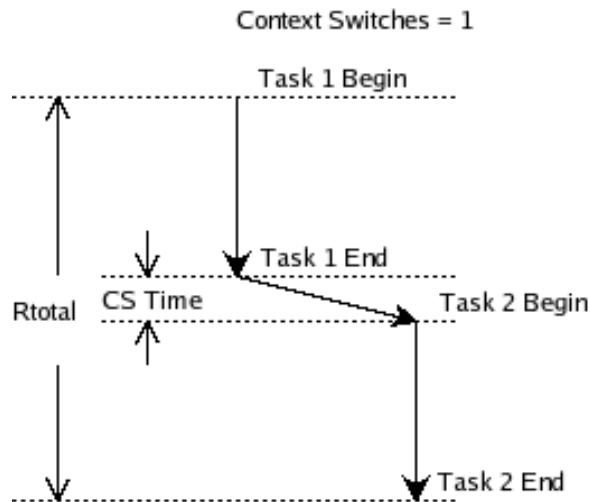 Context Switches = 1
Task 1 Begin
Task 1 End
CS Time
Task 2 Begin
Rtotal
Task 2 End